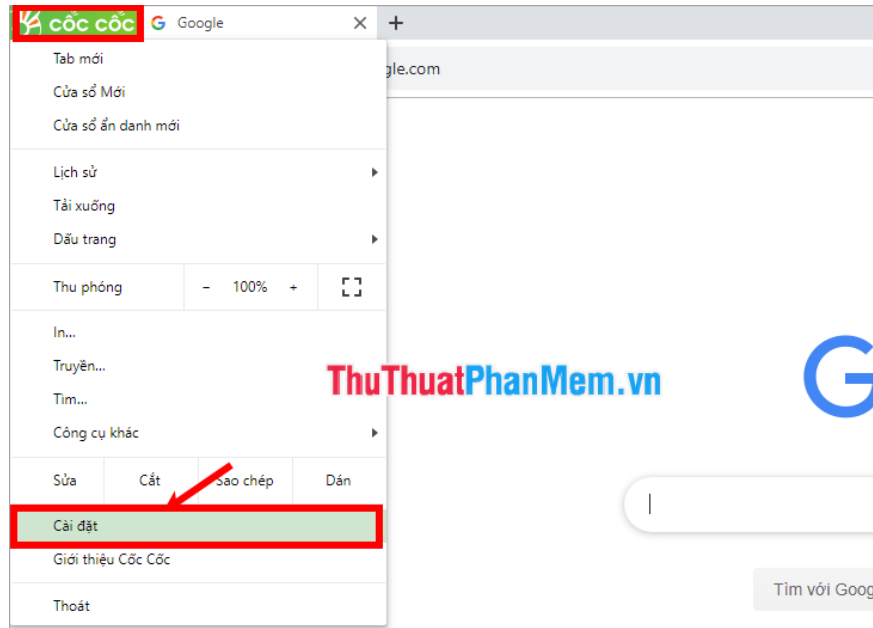 cốc cốc Google
gle.com
Tab mới
Cửa sổ Mới
Cửa sổ ẩn danh mới
Lịch sử
Tải xuống
Dấu trang
Thu phóng - 100% +
In...
Truyền...
Tìm...
Công cụ khác
Sửa Cắt Sao chép Dán
Cài đặt
Giới thiệu Cốc Cốc
Thoát
ThuThuatPhanMem.vn
G
Tìm với Goog